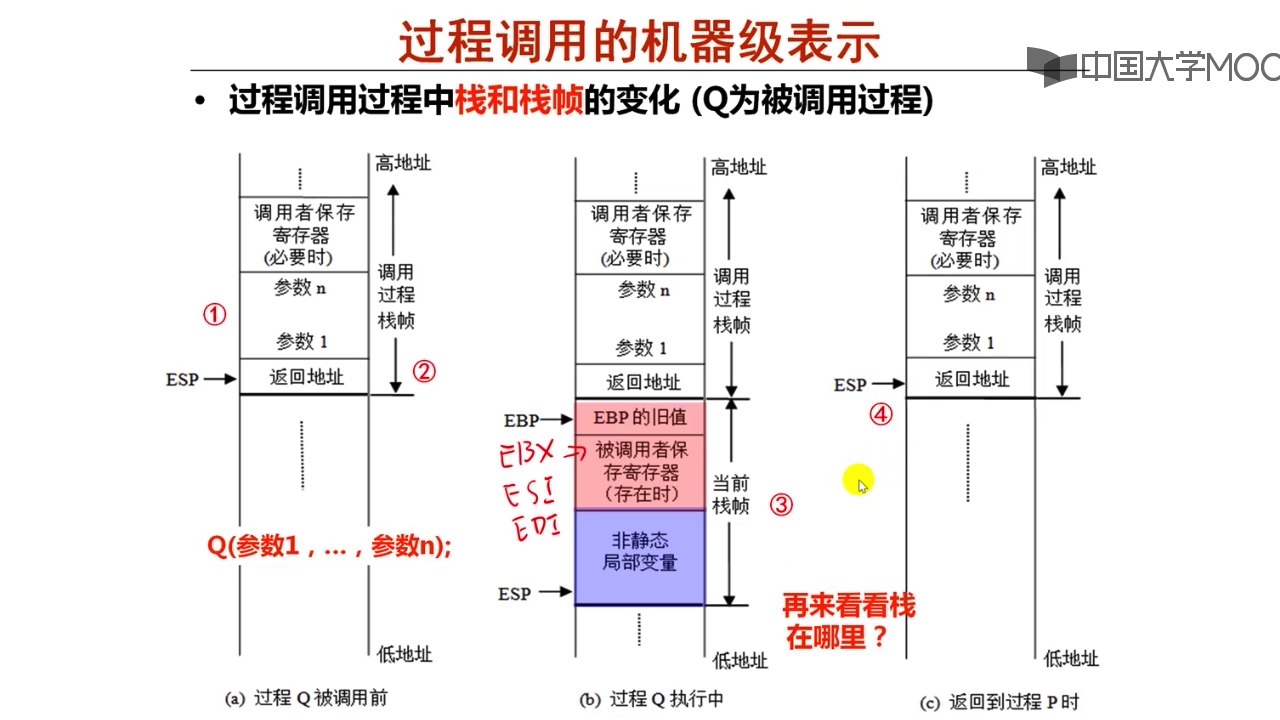 过程调用的机器级表示
中国大学MOO
• 过程调用过程中栈和栈帧的变化 (Q为被调用过程)
高地址
调用者保存
寄存器
(必要时)
参数 n
调用
过程
栈帧
①
参数 1
ESP
返回地址
②
Q(参数1，…，参数n);
低地址
(a) 过程 Q 被调用前
高地址
调用者保存
寄存器
(必要时)
参数 n
调用
过程
栈帧
参数 1
返回地址
EBP
EBP 的旧值
EBX
ESI
EDI
被调用者保
存寄存器
（存在时）
当前
栈帧
③
非静态
局部变量
ESP
低地址
(b) 过程 Q 执行中
高地址
调用者保存
寄存器
(必要时)
参数 n
调用
过程
栈帧
参数 1
ESP
返回地址
④
再来看看栈
在哪里？
低地址
(c) 返回到过程 P 时